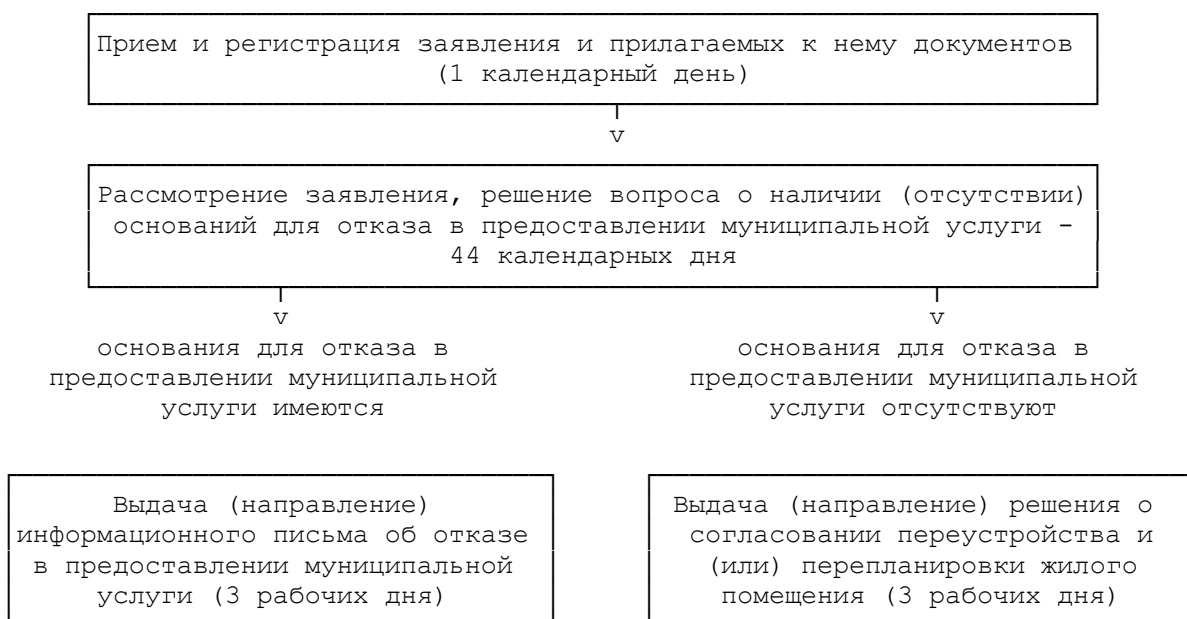 Прием и регистрация заявления и прилагаемых к нему документов
(1 календарный день)
v
Рассмотрение заявления, решение вопроса о наличии (отсутствии)
оснований для отказа в предоставлении муниципальной услуги -
44 календарных дня
v
v
основания для отказа в
предоставлении муниципальной
услуги имеются
основания для отказа в
предоставлении муниципальной
услуги отсутствуют
Выдача (направление)
информационного письма об отказе
в предоставлении муниципальной
услуги (3 рабочих дня)
Выдача (направление) решения о
согласовании переустройства и
(или) перепланировки жилого
помещения (3 рабочих дня)